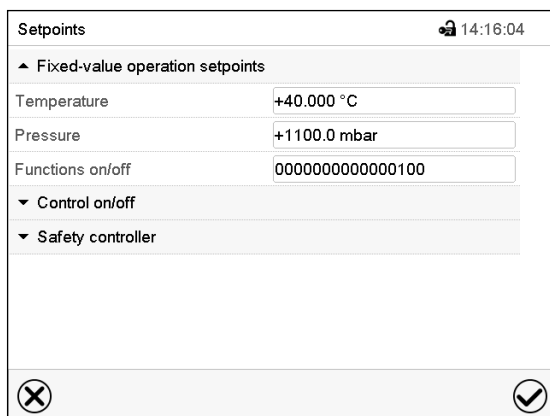 Setpoints 14:16:04
Fixed-value operation setpoints
Temperature +40.000 °C
Pressure +1100.0 mbar
Functions on/off 0000000000000100
Control on/off
Safety controller